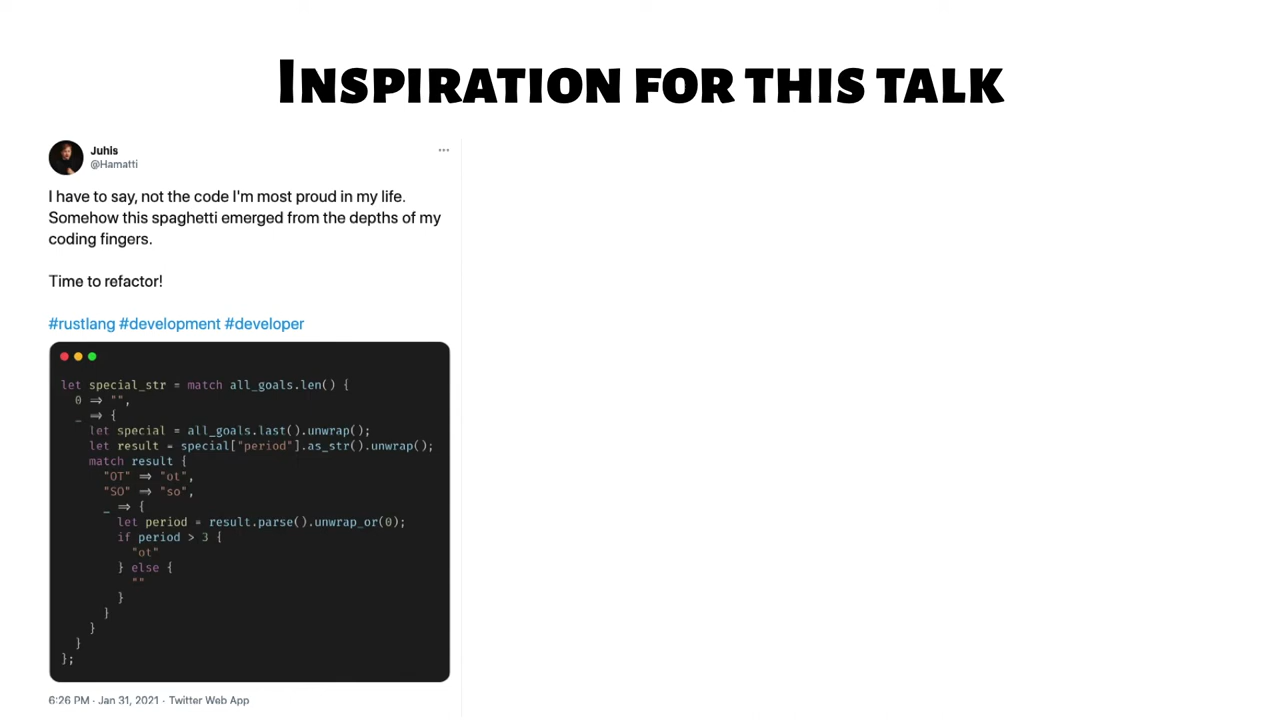 INSPIRATION FOR THIS TALK
Juhis
@Hamatti
I have to say, not the code I'm most proud in my life.
Somehow this spaghetti emerged from the depths of my
coding fingers.
Time to refactor!
#rustlang #development #developer
let special_str = match all_goals.len() {
  0 => "",
  _ => {
    let special = all_goals.last().unwrap();
    let result = special["period"].as_str().unwrap();
    match result {
      "OT" => "ot",
      "SO" => "so",
      _ => {
        let period = result.parse().unwrap_or(0);
        if period > 3 {
          "ot"
        } else {
          ""
        }
      }
    }
  }
};
6:26 PM · Jan 31, 2021 · Twitter Web App